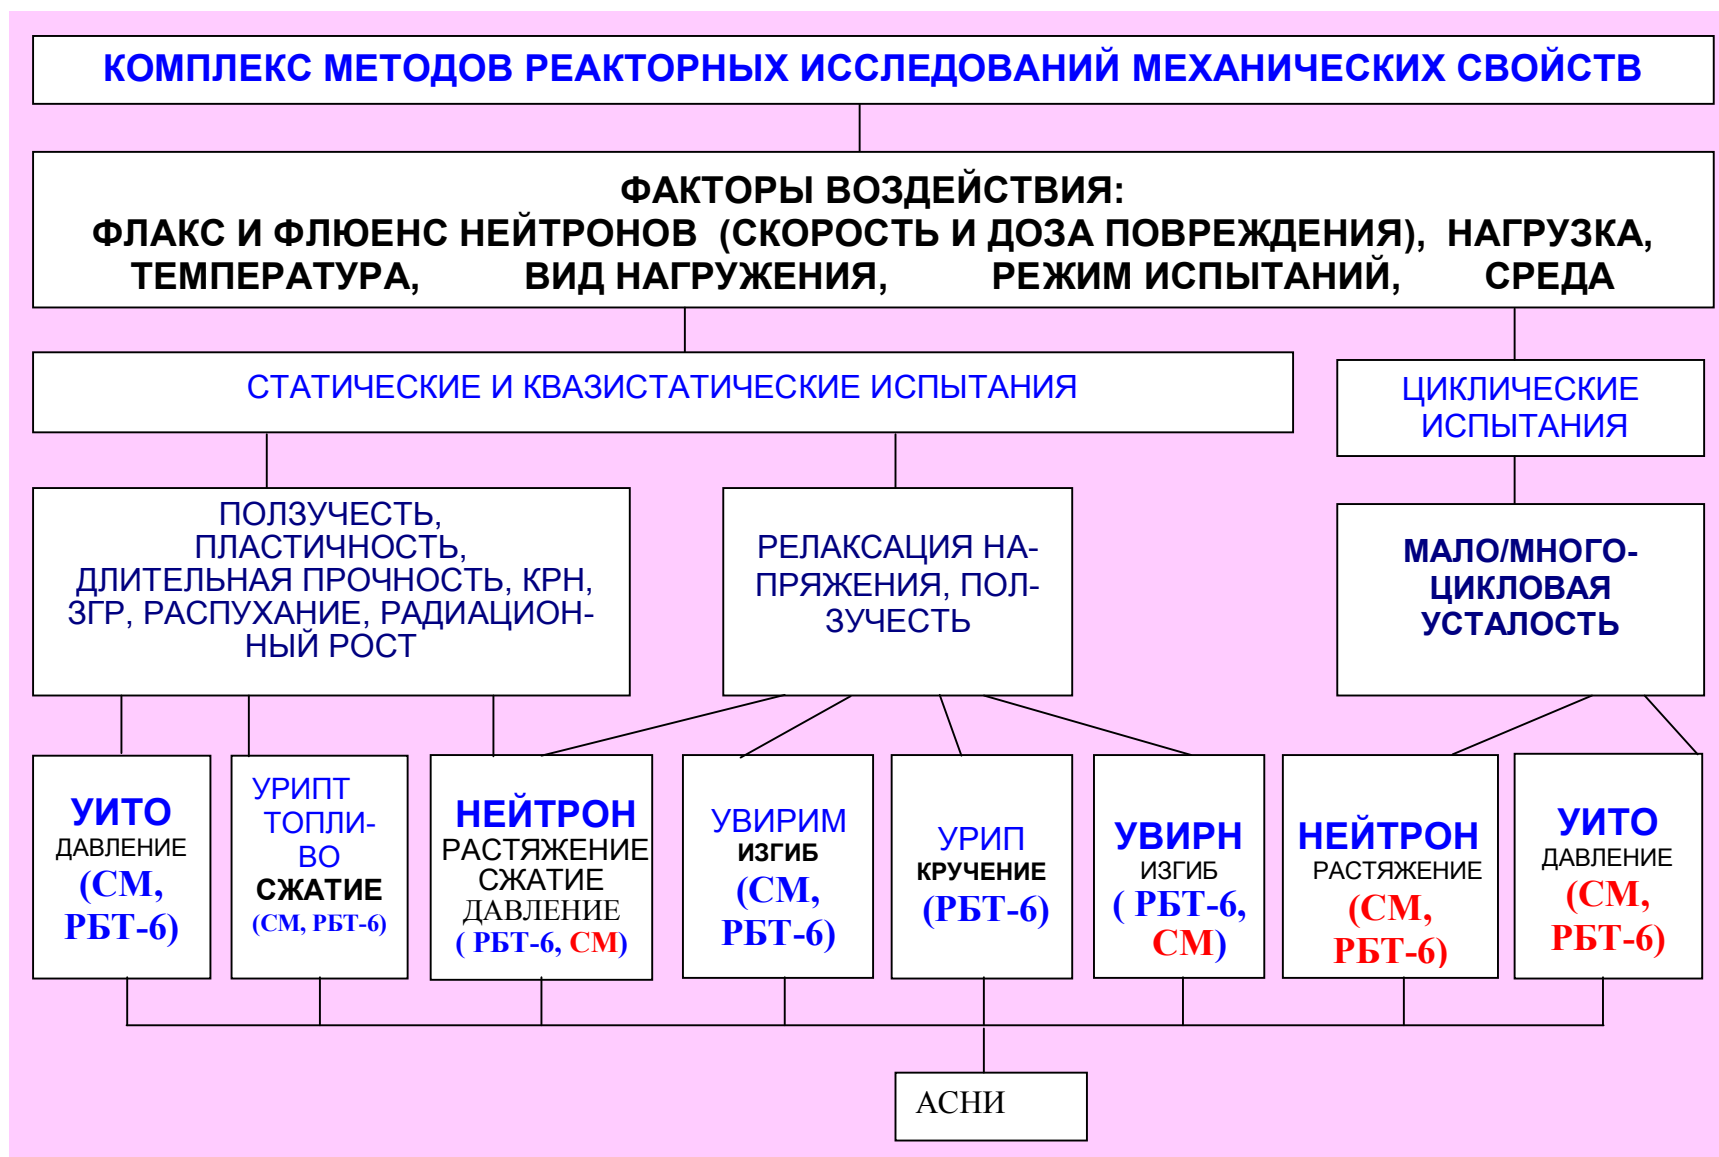 КОМПЛЕКС МЕТОДОВ РЕАКТОРНЫХ ИССЛЕДОВАНИЙ МЕХАНИЧЕСКИХ СВОЙСТВ
ФАКТОРЫ ВОЗДЕЙСТВИЯ:
ФЛАКС И ФЛЮЕНС НЕЙТРОНОВ (СКОРОСТЬ И ДОЗА ПОВРЕЖДЕНИЯ), НАГРУЗКА,
ТЕМПЕРАТУРА, ВИД НАГРУЖЕНИЯ, РЕЖИМ ИСПЫТАНИЙ, СРЕДА
СТАТИЧЕСКИЕ И КВАЗИСТАТИЧЕСКИЕ ИСПЫТАНИЯ
ЦИКЛИЧЕСКИЕ
ИСПЫТАНИЯ
ПОЛЗУЧЕСТЬ,
ПЛАСТИЧНОСТЬ,
ДЛИТЕЛЬНАЯ ПРОЧНОСТЬ, КРН,
ЗГР, РАСПУХАНИЕ, РАДИАЦИОН-
НЫЙ РОСТ
РЕЛАКСАЦИЯ НА-
ПРЯЖЕНИЯ, ПОЛ-
ЗУЧЕСТЬ
МАЛО/МНОГО-
ЦИКЛОВАЯ
УСТАЛОСТЬ
УИТО
ДАВЛЕНИЕ
(СМ,
РБТ-6)
УРИПТ
ТОПЛИ-
ВО
СЖАТИЕ
(СМ, РБТ-6)
НЕЙТРОН
РАСТЯЖЕНИЕ
СЖАТИЕ
ДАВЛЕНИЕ
( РБТ-6, СМ)
УВИРИМ
ИЗГИБ
(СМ,
РБТ-6)
УРИП
КРУЧЕНИЕ
(РБТ-6)
УВИРН
ИЗГИБ
( РБТ-6,
СМ)
НЕЙТРОН
РАСТЯЖЕНИЕ
(СМ,
РБТ-6)
УИТО
ДАВЛЕНИЕ
(СМ,
РБТ-6)
АСНИ